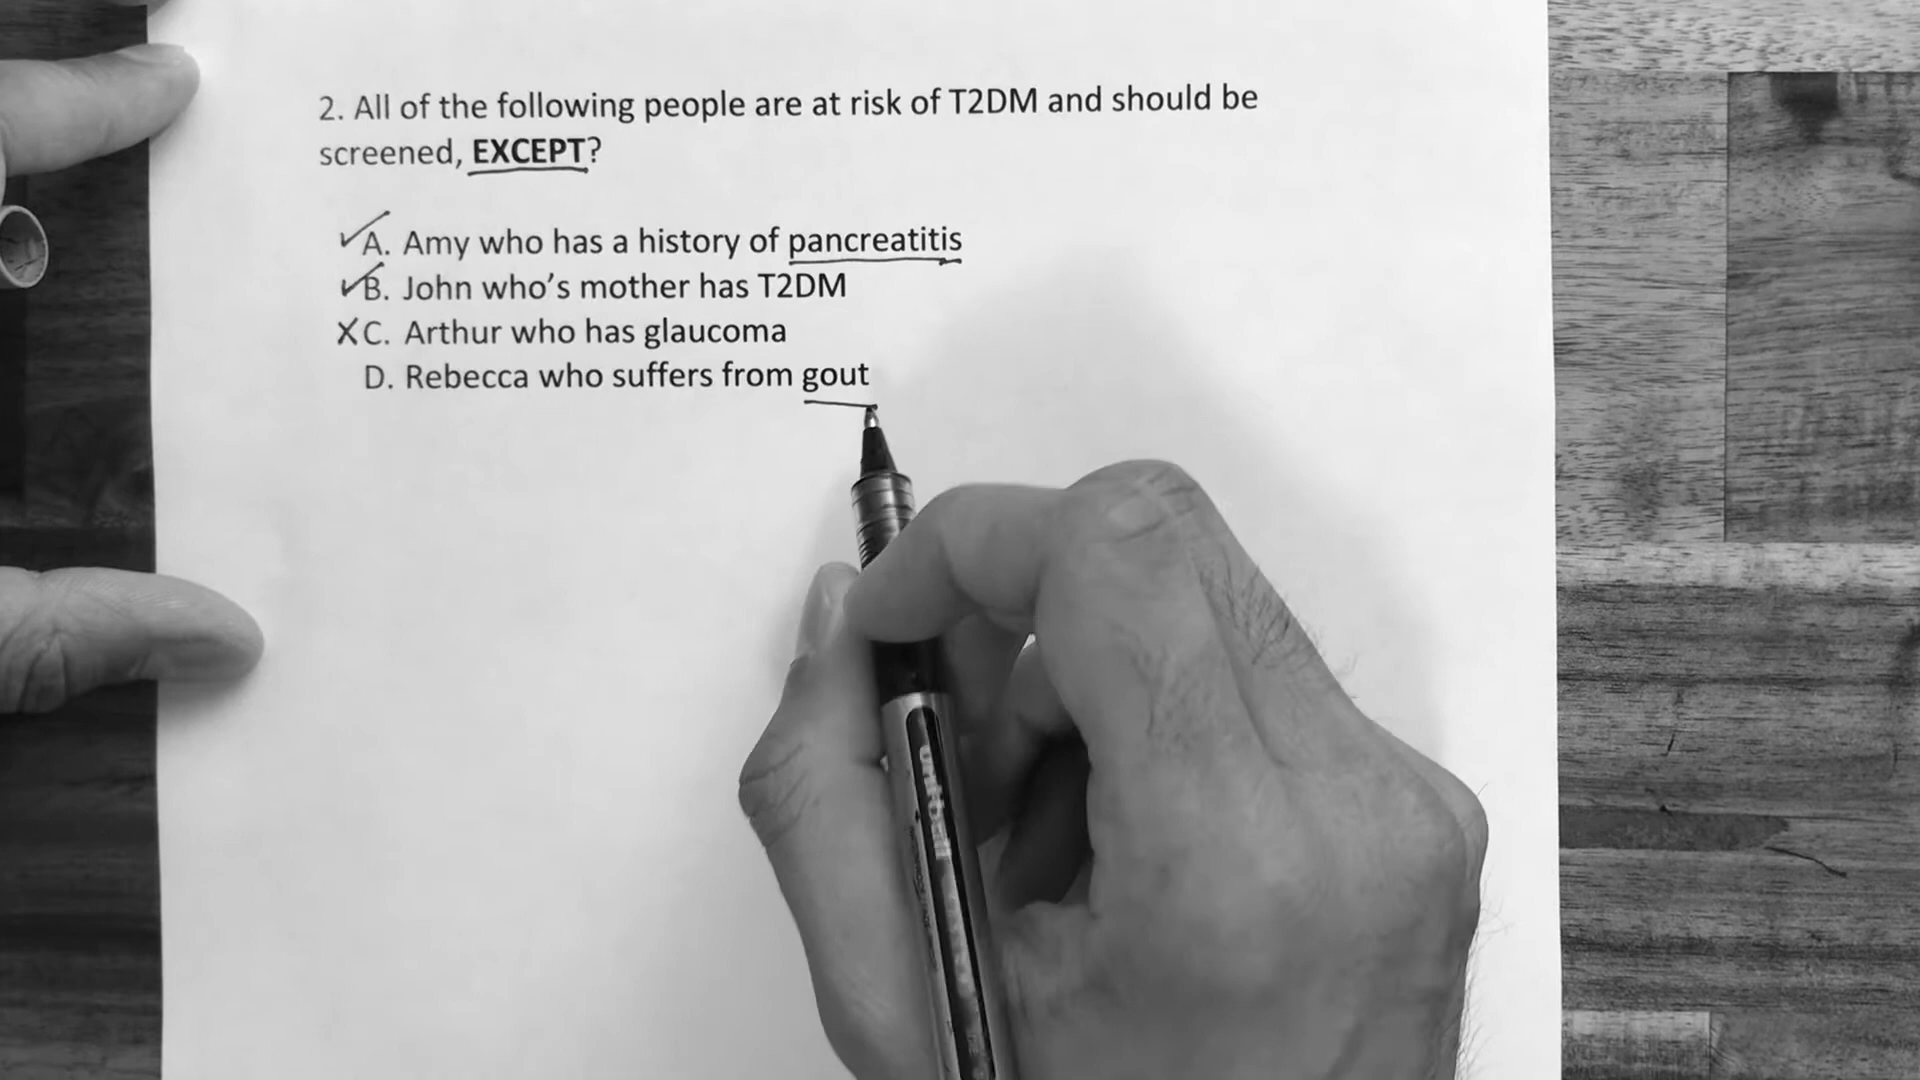 2. All of the following people are at risk of T2DM and should be
screened, EXCEPT?
✓A. Amy who has a history of pancreatitis
✓B. John who's mother has T2DM
XC. Arthur who has glaucoma
D. Rebecca who suffers from gout